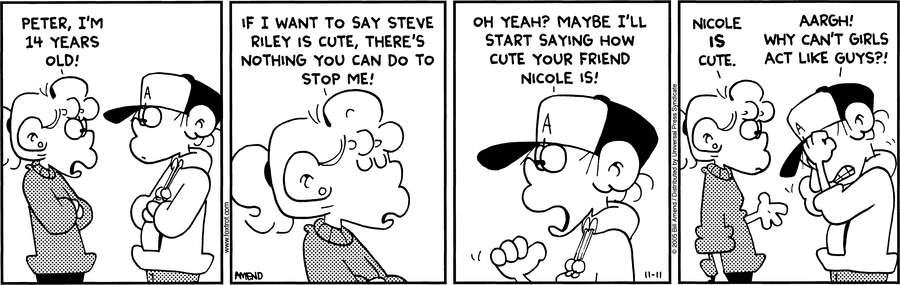 PETER, I'M
14 YEARS
OLD!
A
IF I WANT TO SAY STEVE
RILEY IS CUTE, THERE'S
NOTHING YOU CAN DO TO
STOP ME!
www.foxtrot.com
AMEND
OH YEAH? MAYBE I'LL
START SAYING HOW
CUTE YOUR FRIEND
NICOLE IS!
A
11-11
© 2005 Bill Amend / Distributed by Universal Press Syndicate
NICOLE
IS
CUTE.
AARGH!
WHY CAN'T GIRLS
ACT LIKE GUYS?!
A